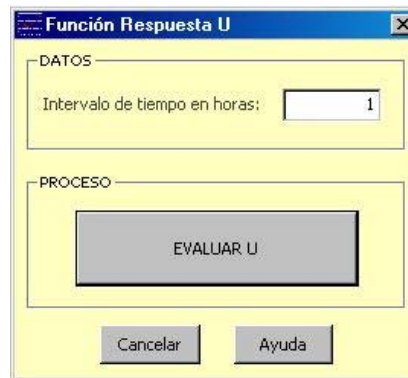 Función Respuesta U
DATOS
Intervalo de tiempo en horas: 1
PROCESO
EVALUAR U
Cancelar Ayuda